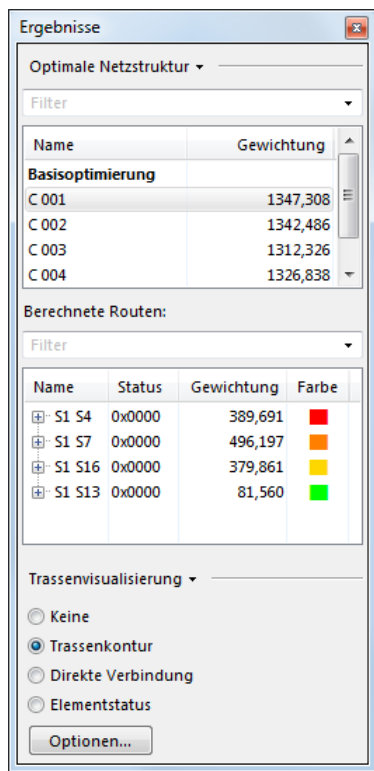 Ergebnisse
Optimale Netzstruktur
Filter
Name Gewichtung
Basisoptimierung
C 001 1347,308
C 002 1342,486
C 003 1312,326
C 004 1326,838
Berechnete Routen:
Filter
Name Status Gewichtung Farbe
S1 S4 0x0000 389,691
S1 S7 0x0000 496,197
S1 S16 0x0000 379,861
S1 S13 0x0000 81,560
Trassenvisualisierung
Keine
Trassenkontur
Direkte Verbindung
Elementstatus
Optionen...